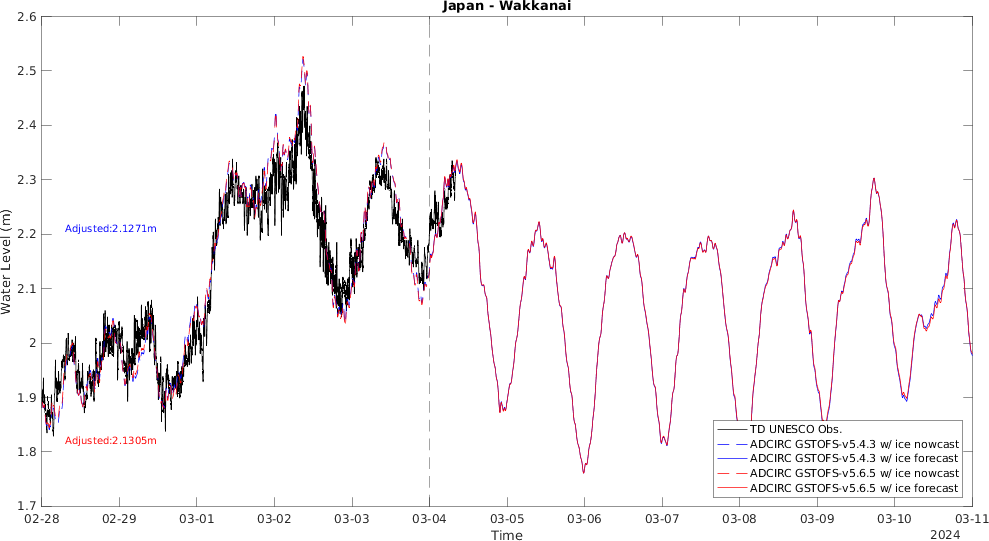 Japan - Wakkanai
2.6
2.5
2.4
2.3
2.2
2.1
2
1.9
1.8
1.7
Water Level (m)
Adjusted:2.1271m
Adjusted:2.1305m
TD UNESCO Obs.
ADCIRC GSTOFS-v5.4.3 w/ ice nowcast
ADCIRC GSTOFS-v5.4.3 w/ ice forecast
ADCIRC GSTOFS-v5.6.5 w/ ice nowcast
ADCIRC GSTOFS-v5.6.5 w/ ice forecast
02-28 02-29 03-01 03-02 03-03 03-04 03-05 03-06 03-07 03-08 03-09 03-10 03-11
Time
2024